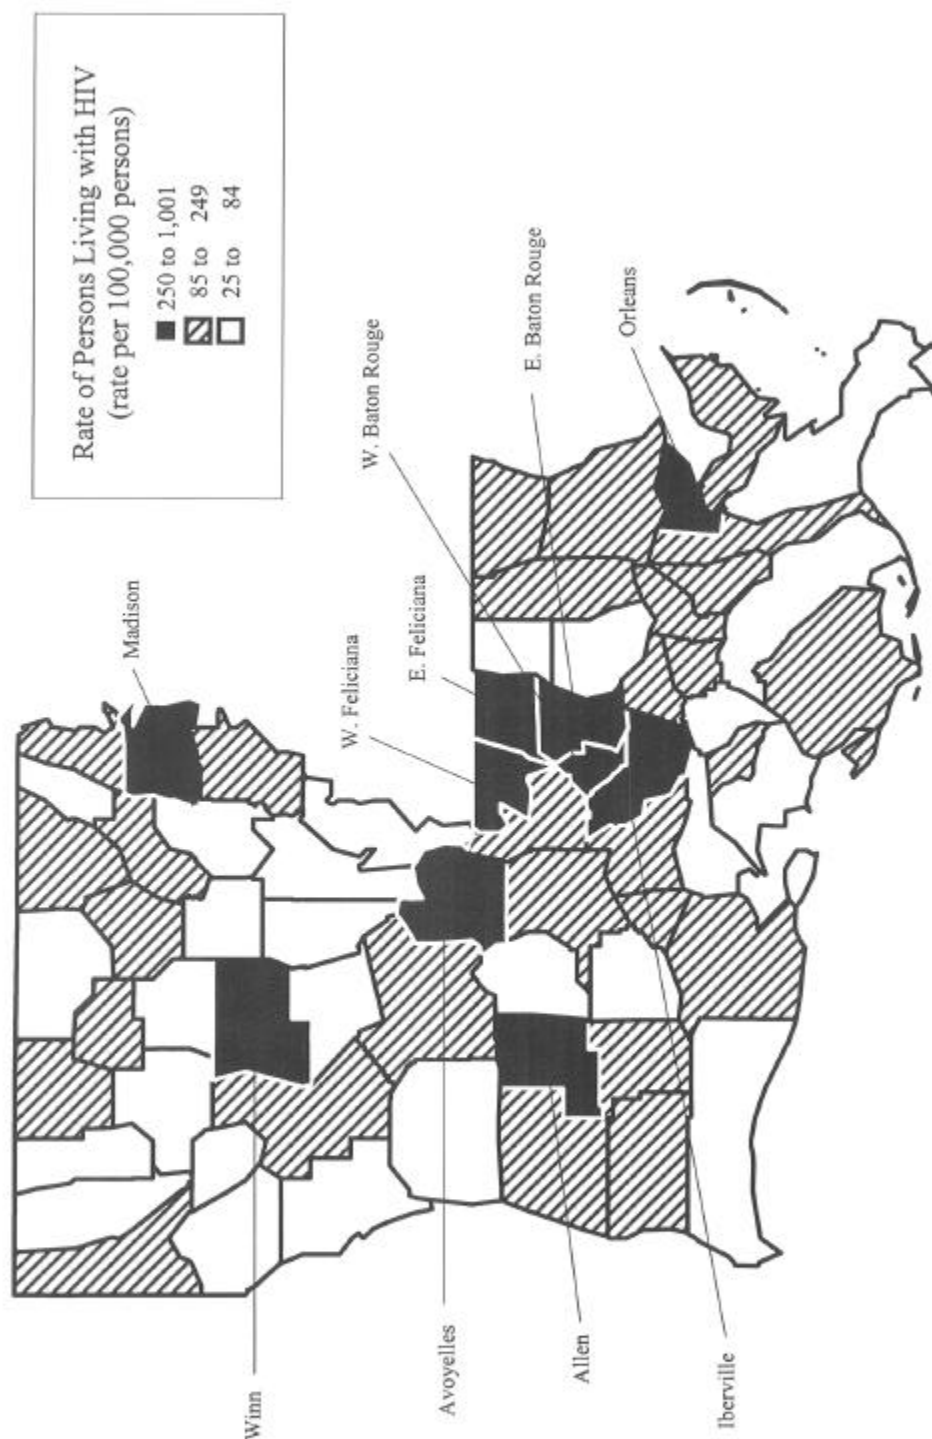 Rate of Persons Living with HIV
(rate per 100,000 persons)
250 to 1,001
85 to 249
25 to 84
Madison
W. Feliciana
E. Feliciana
W. Baton Rouge
E. Baton Rouge
Orleans
Winn
Avoyelles
Allen
Iberville